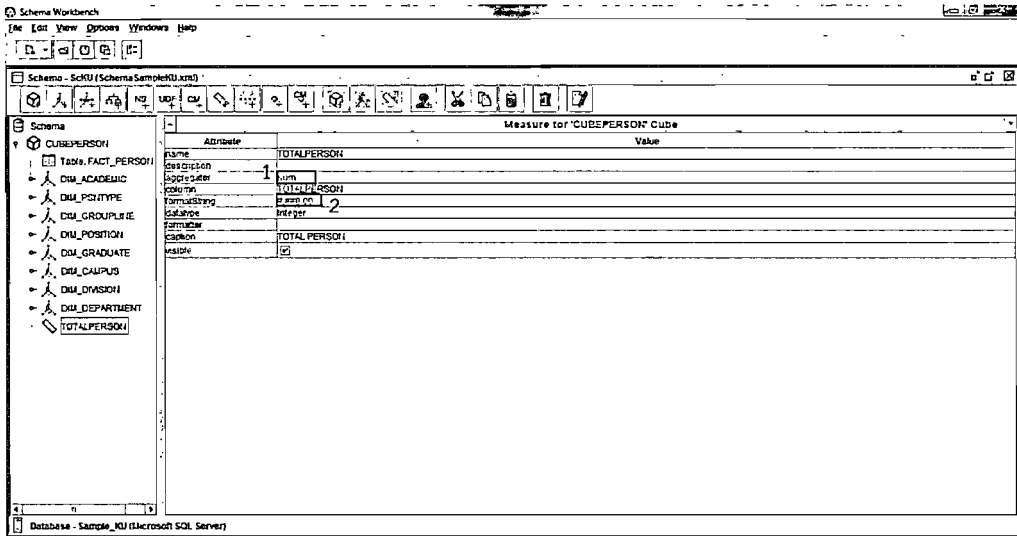 Schema Workbench
File Edit View Options Windows Help
Schema - ScKU (SchemaSampleKU.xml)
Schema
CUBEPERSON
Table: FACT_PERSON
DIM_ACADEMIC
DIM_PSNTYPE
DIM_GROUPLINE
DIM_POSITION
DIM_GRADUATE
DIM_CAMPUS
DIM_DIVISION
DIM_DEPARTMENT
TOTALPERSON
Measure for 'CUBEPERSON' Cube
Attribute Value
name TOTALPERSON
description
aggregator 1 sum
column TOTALPERSON
formatString 2
datatype Integer
formatter
caption TOTAL PERSON
visible
Database - Sample_KU (Microsoft SQL Server)